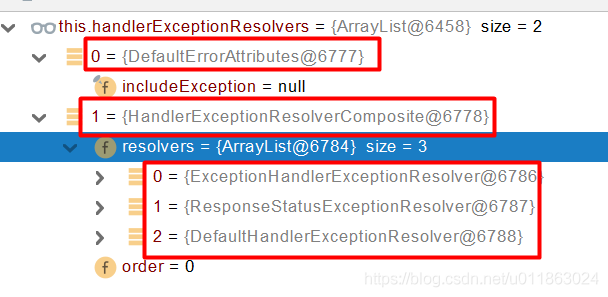 this.handlerExceptionResolvers = {ArrayList@6458} size = 2
0 = {DefaultErrorAttributes@6777}
f includeException = null
1 = {HandlerExceptionResolverComposite@6778}
f resolvers = {ArrayList@6784} size = 3
0 = {ExceptionHandlerExceptionResolver@6786}
1 = {ResponseStatusExceptionResolver@6787}
2 = {DefaultHandlerExceptionResolver@6788}
f order = 0
https://blog.csdn.net/u011863024